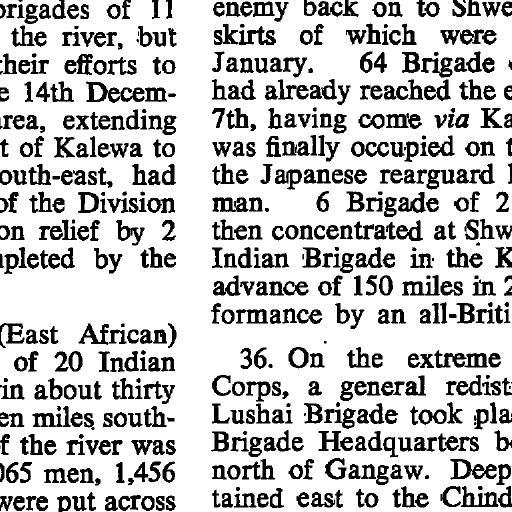 brigades of 11
the river, but
their efforts to
14th Decem-
area, extending
of Kalewa to
south-east, had
of the Division
on relief by 2
completed by the
(East African)
of 20 Indian
in about thirty
miles south-
of the river was
065 men, 1,456
were put across
enemy back on to Shwe
skirts of which were
January. 64 Brigade
had already reached the e
7th, having come via Ka
was finally occupied on t
the Japanese rearguard
man. 6 Brigade of 2
then concentrated at Shw
Indian Brigade in the K
advance of 150 miles in 2
formance by an all-Briti
36. On the extreme
Corps, a general redist
Lushai Brigade took pla
Brigade Headquarters b
north of Gangaw. Deep
tained east to the Chind